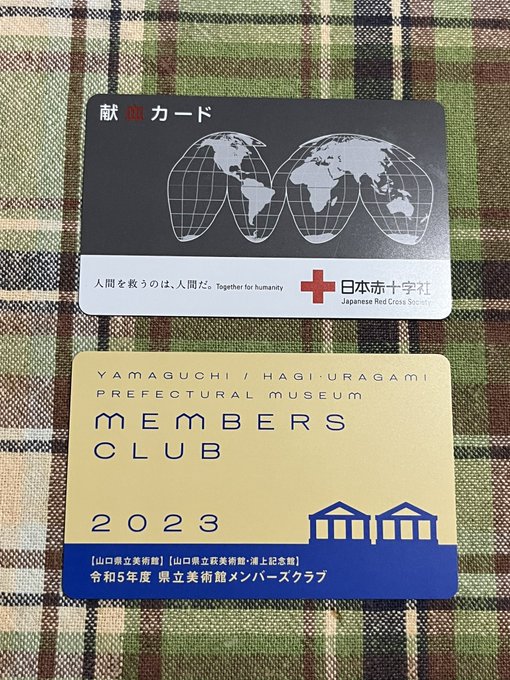 献血カード
人間を救うのは、人間だ。 Together for humanity
日本赤十字社
Japanese Red Cross Society
YAMAGUCHI / HAGI・URAGAMI
PREFECTURAL MUSEUM
MEMBERS
CLUB
2023
【山口県立美術館】【山口県立萩美術館・浦上記念館】
令和5年度 県立美術館メンバーズクラブ